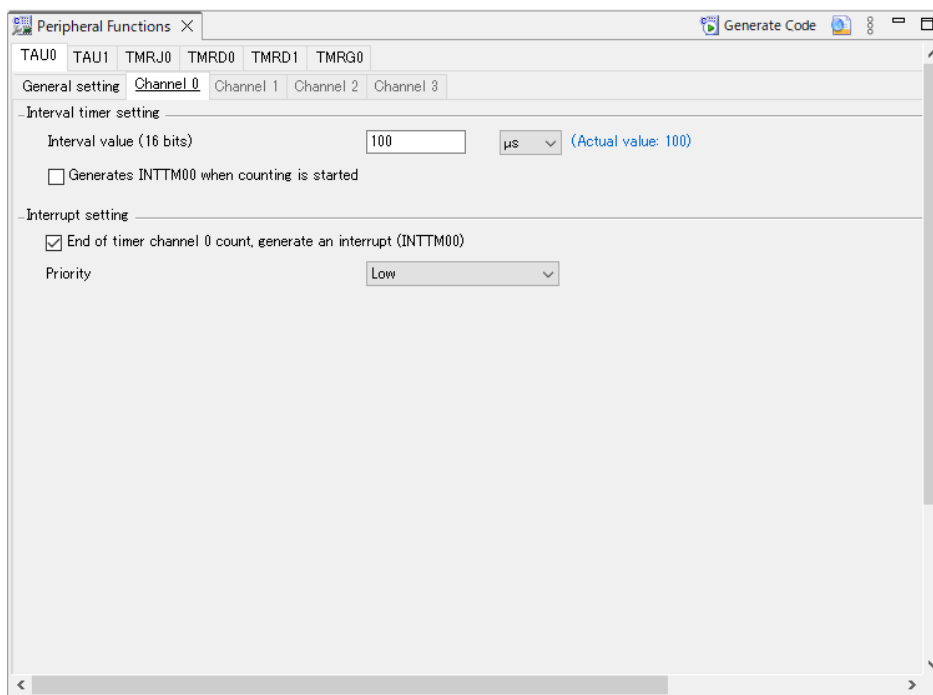 Peripheral Functions
Generate Code
TAU0 TAU1 TMRJ0 TMRD0 TMRD1 TMRG0
General setting Channel 0 Channel 1 Channel 2 Channel 3
Interval timer setting
Interval value (16 bits) 100 µs (Actual value: 100)
Generates INTTM00 when counting is started
Interrupt setting
End of timer channel 0 count, generate an interrupt (INTTM00)
Priority Low